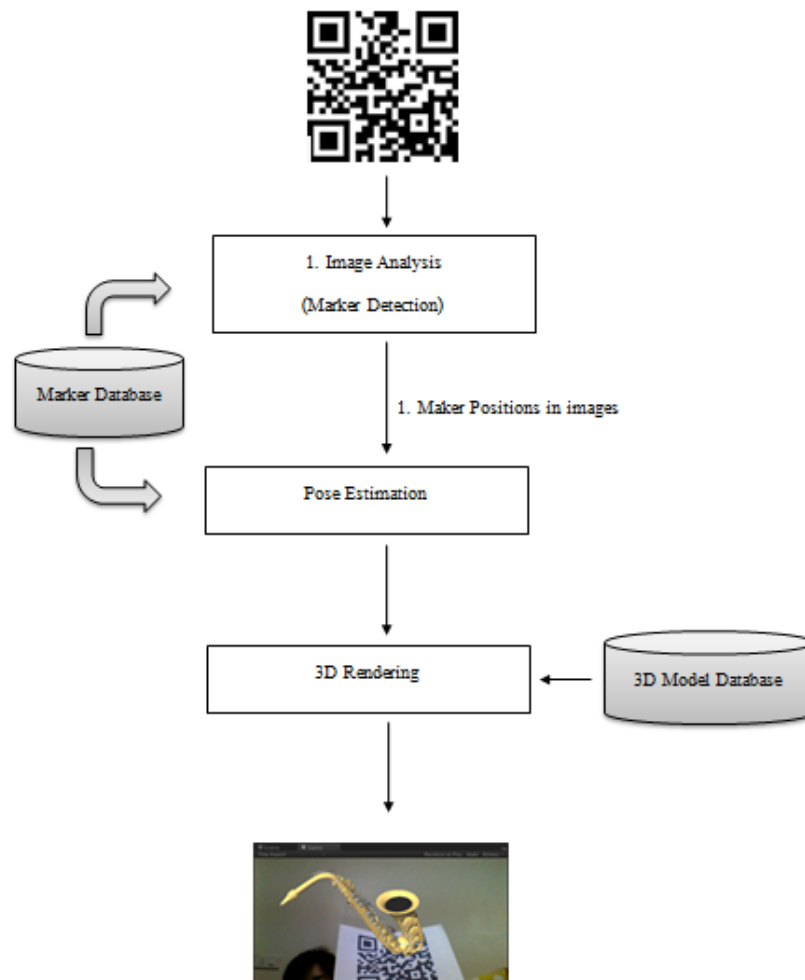 1. Image Analysis
(Marker Detection)
Marker Database
1. Maker Positions in images
Pose Estimation
3D Rendering
3D Model Database